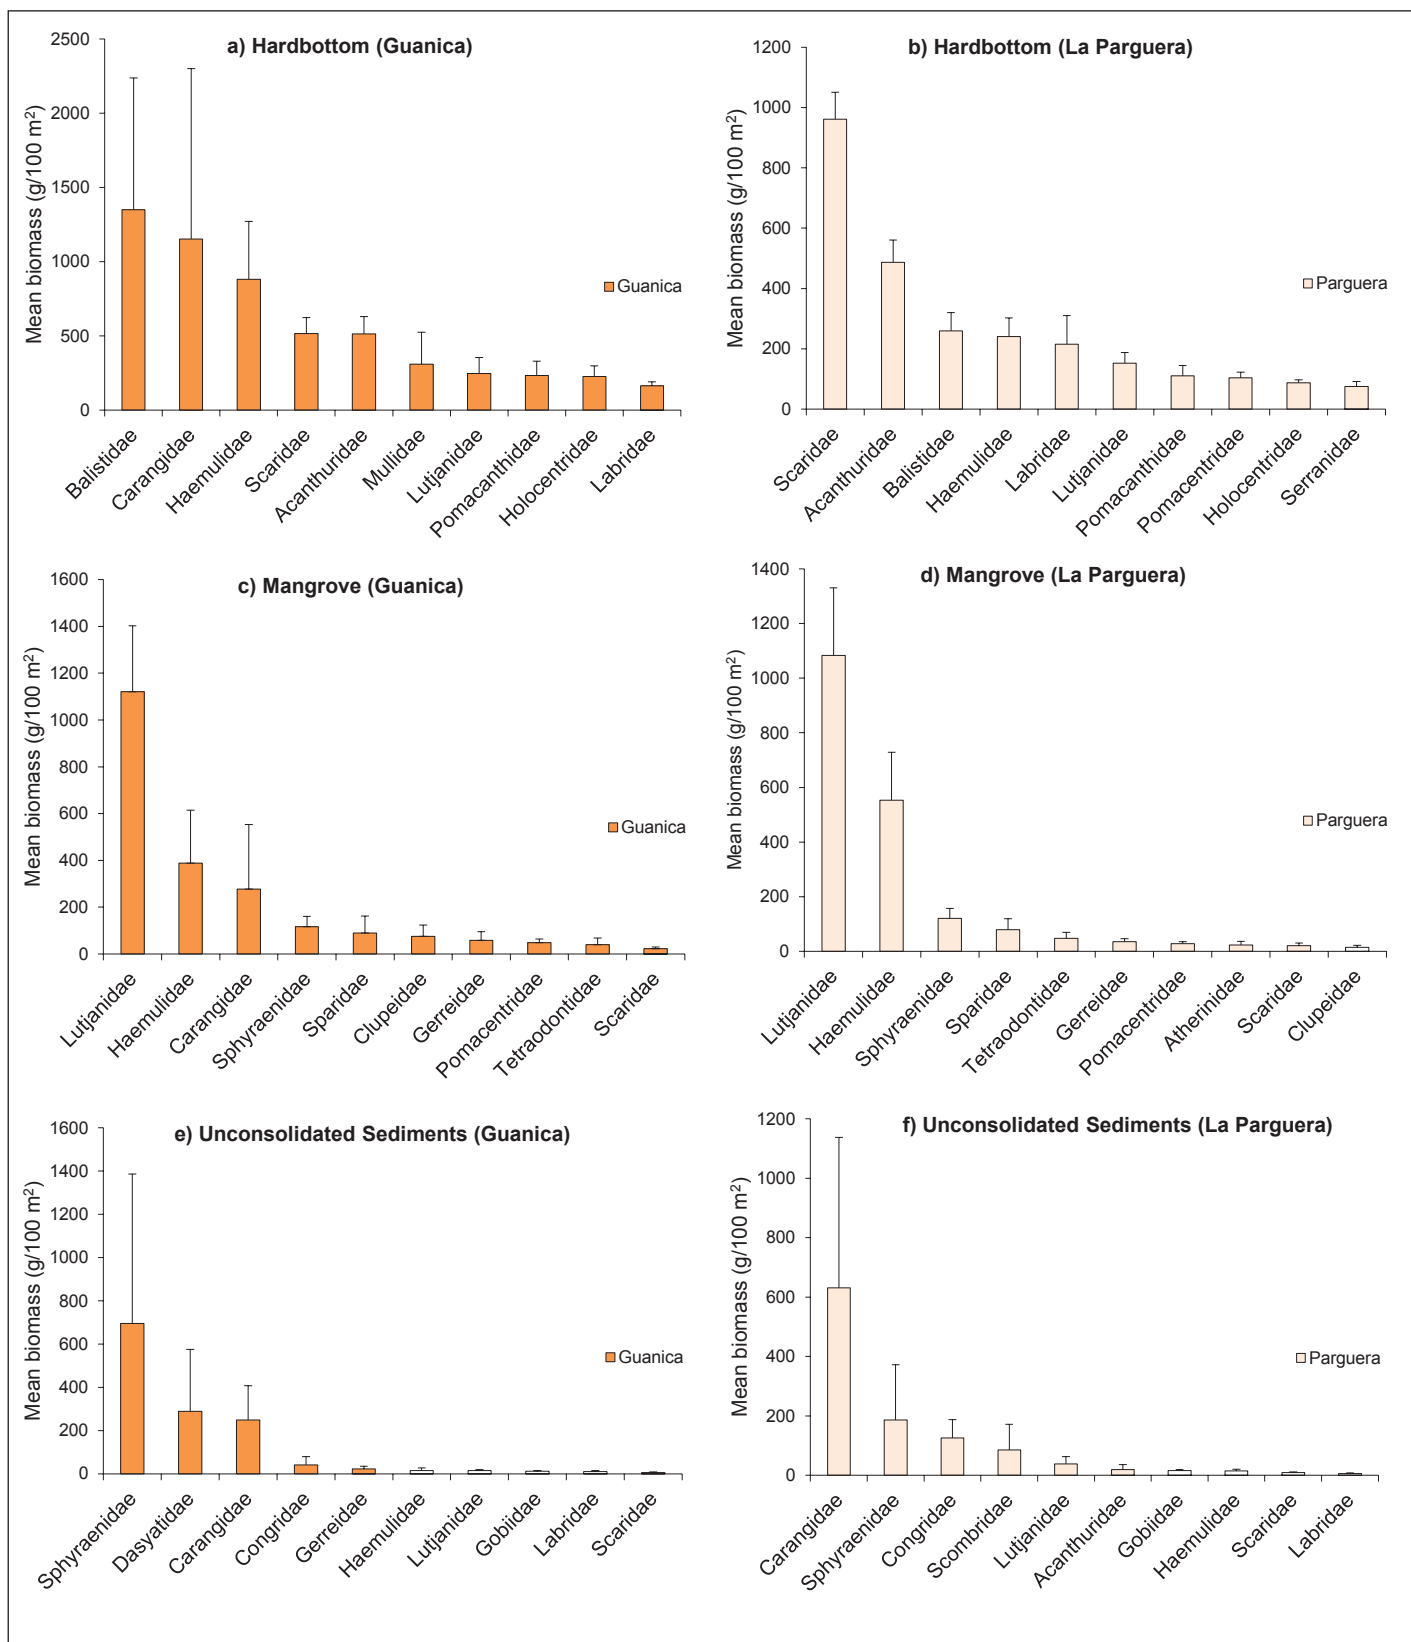 a) Hardbottom (Guanica)
Mean biomass (g/100 m²)
2500
2000
1500
1000
500
0
Guanica
Balistidae
Carangidae
Haemulidae
Scaridae
Acanthuridae
Mullidae
Lutjanidae
Pomacanthidae
Holocentridae
Labridae
b) Hardbottom (La Parguera)
Mean biomass (g/100 m²)
1200
1000
800
600
400
200
0
Parguera
Scaridae
Acanthuridae
Balistidae
Haemulidae
Labridae
Lutjanidae
Pomacanthidae
Pomacentridae
Holocentridae
Serranidae
c) Mangrove (Guanica)
Mean biomass (g/100 m²)
1600
1400
1200
1000
800
600
400
200
0
Guanica
Lutjanidae
Haemulidae
Carangidae
Sphyraenidae
Sparidae
Clupeidae
Gerreidae
Pomacentridae
Tetraodontidae
Scaridae
d) Mangrove (La Parguera)
Mean biomass (g/100 m²)
1400
1200
1000
800
600
400
200
0
Parguera
Lutjanidae
Haemulidae
Sphyraenidae
Sparidae
Tetraodontidae
Gerreidae
Pomacentridae
Atherinidae
Scaridae
Clupeidae
e) Unconsolidated Sediments (Guanica)
Mean biomass (g/100 m²)
1600
1400
1200
1000
800
600
400
200
0
Guanica
Sphyraenidae
Dasyatidae
Carangidae
Congridae
Gerreidae
Haemulidae
Lutjanidae
Gobiidae
Labridae
Scaridae
f) Unconsolidated Sediments (La Parguera)
Mean biomass (g/100 m²)
1200
1000
800
600
400
200
0
Parguera
Carangidae
Sphyraenidae
Congridae
Scombridae
Lutjanidae
Acanthuridae
Gobiidae
Haemulidae
Scaridae
Labridae